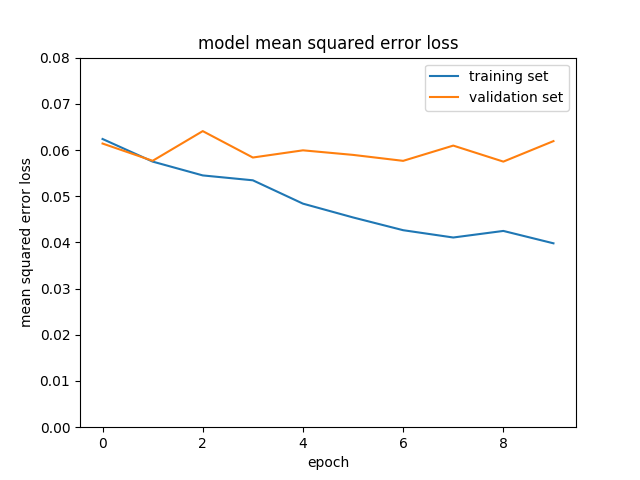 model mean squared error loss
training set
validation set
0.08
0.07
0.06
0.05
0.04
0.03
0.02
0.01
0.00
mean squared error loss
0 2 4 6 8
epoch